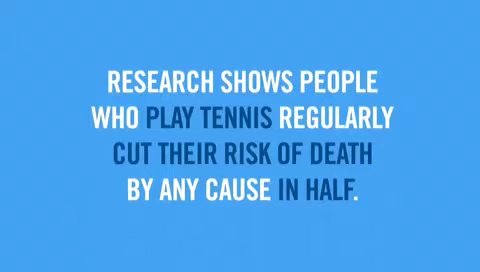 RESEARCH SHOWS PEOPLE
WHO PLAY TENNIS REGULARLY
CUT THEIR RISK OF DEATH
BY ANY CAUSE IN HALF.